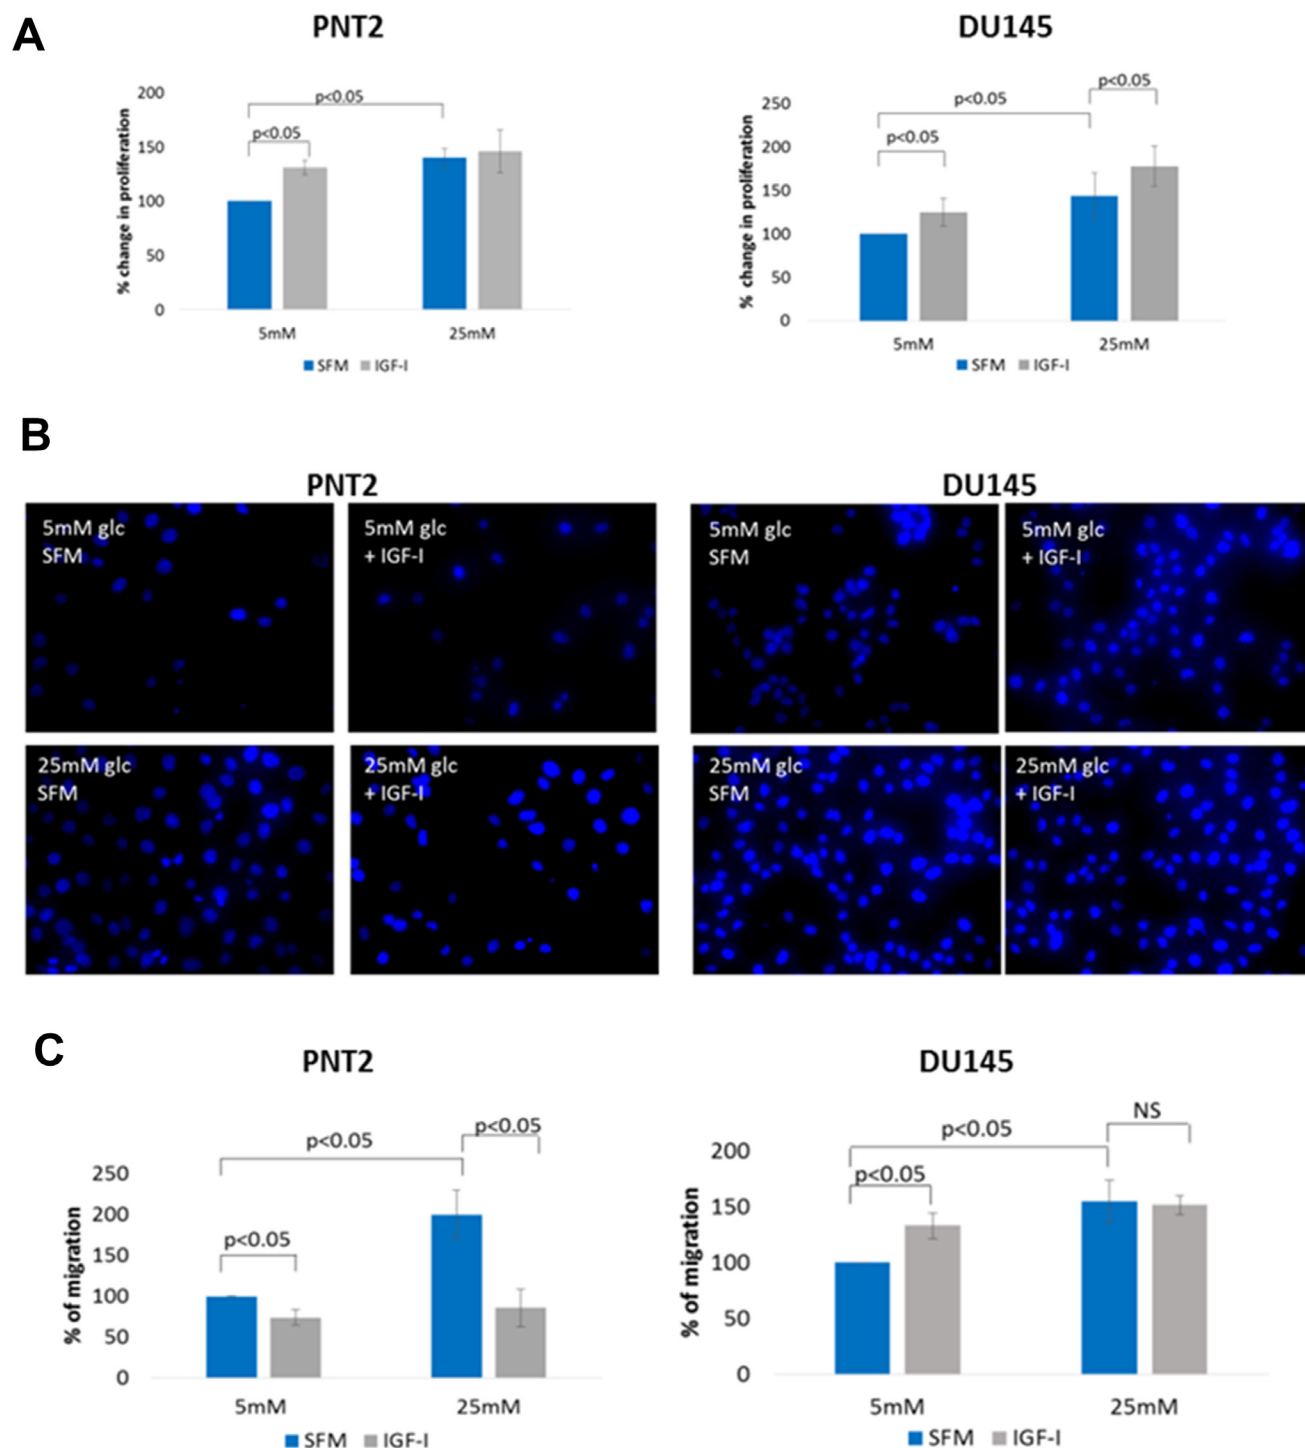 A
PNT2
DU145
% change in proliferation
200
150
100
50
0
p<0.05
p<0.05
5mM
25mM
SFM IGF-I
% change in proliferation
250
200
150
100
50
0
p<0.05
p<0.05
p<0.05
5mM
25mM
SFM IGF-I
B
PNT2
DU145
5mM glc
SFM
5mM glc
+ IGF-I
5mM glc
SFM
5mM glc
+ IGF-I
25mM glc
SFM
25mM glc
+ IGF-I
25mM glc
SFM
25mM glc
+ IGF-I
C
PNT2
DU145
% of migration
250
200
150
100
50
0
p<0.05
p<0.05
p<0.05
5mM
25mM
SFM IGF-I
% of migration
200
150
100
50
0
p<0.05
p<0.05
NS
5mM
25mM
SFM IGF-I